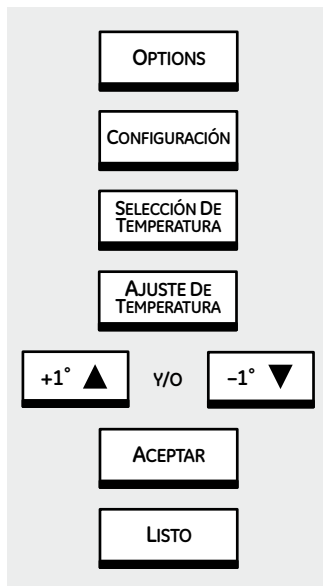 OPTIONS
CONFIGURACIÓN
SELECCIÓN DE
TEMPERATURA
AJUSTE DE
TEMPERATURA
+1° ▲ Y/O −1° ▼
ACEPTAR
LISTO